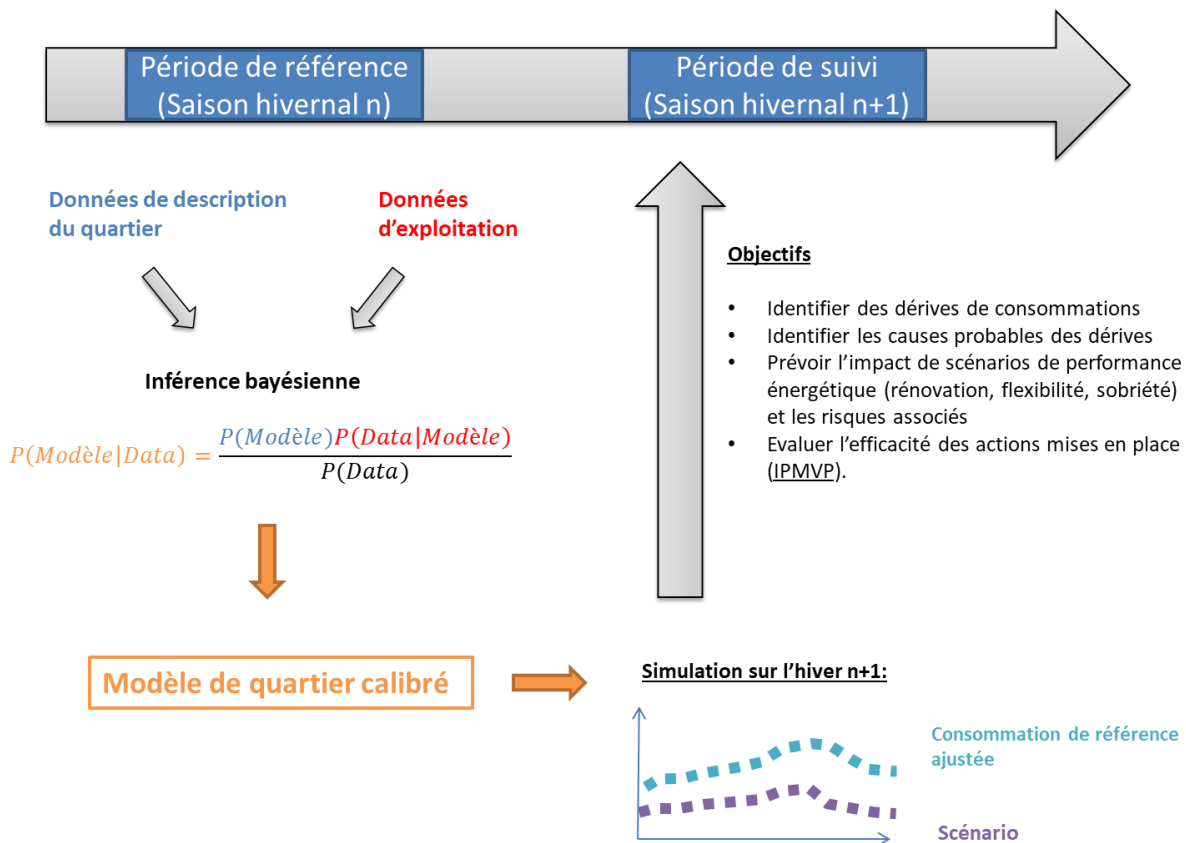 Période de référence
(Saison hivernal n)
Période de suivi
(Saison hivernal n+1)
Données de description
du quartier
Données
d'exploitation
Inférence bayésienne
P(Modèle|Data) = P(Modèle)P(Data|Modèle)
P(Data)
Objectifs
• Identifier des dérives de consommations
• Identifier les causes probables des dérives
• Prévoir l'impact de scénarios de performance
énergétique (rénovation, flexibilité, sobriété)
et les risques associés
• Evaluer l'efficacité des actions mises en place
(IPMVP).
Modèle de quartier calibré
Simulation sur l'hiver n+1:
Consommation de référence
ajustée
Scénario